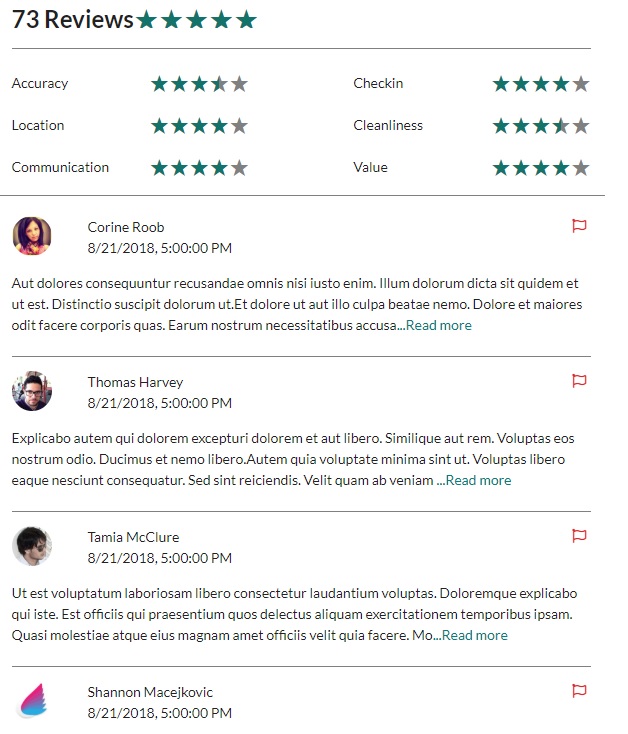 73 Reviews
Accuracy
Checkin
Location
Cleanliness
Communication
Value
Corine Roob
8/21/2018, 5:00:00 PM
Aut dolores consequuntur recusandae omnis nisi iusto enim. Illum dolorum dicta sit quidem et
ut est. Distinctio suscipit dolorum ut.Et dolore ut aut illo culpa beatae nemo. Dolore et maiores
odit facere corporis quas. Earum nostrum necessitatibus accusa...Read more
Thomas Harvey
8/21/2018, 5:00:00 PM
Explicabo autem qui dolorem excepturi dolorem et aut libero. Similique aut rem. Voluptas eos
nostrum odio. Ducimus et nemo libero.Autem quia voluptate minima sint ut. Voluptas libero
eaque nesciunt consequatur. Sed sint reiciendis. Velit quam ab veniam ...Read more
Tamia McClure
8/21/2018, 5:00:00 PM
Ut est voluptatum laboriosam libero consectetur laudantium voluptas. Doloremque explicabo
qui iste. Est officiis qui praesentium quos delectus aliquam exercitationem temporibus ipsam.
Quasi molestiae atque eius magnam amet officiis velit quia facere. Mo...Read more
Shannon Macejkovic
8/21/2018, 5:00:00 PM